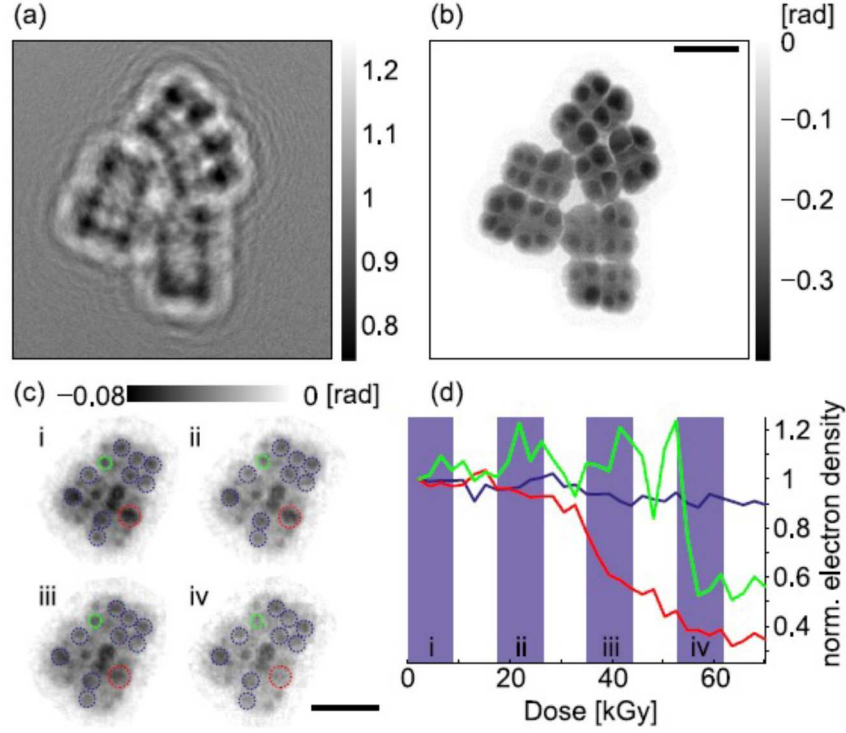 (a)
1.2
1.1
1
0.9
0.8
(b)
[rad]
0
−0.1
−0.2
−0.3
(c)
−0.08
0 [rad]
i
ii
iii
iv
(d)
1.2
1
0.8
0.6
0.4
norm. electron density
i
ii
iii
iv
0
20
40
60
Dose [kGy]